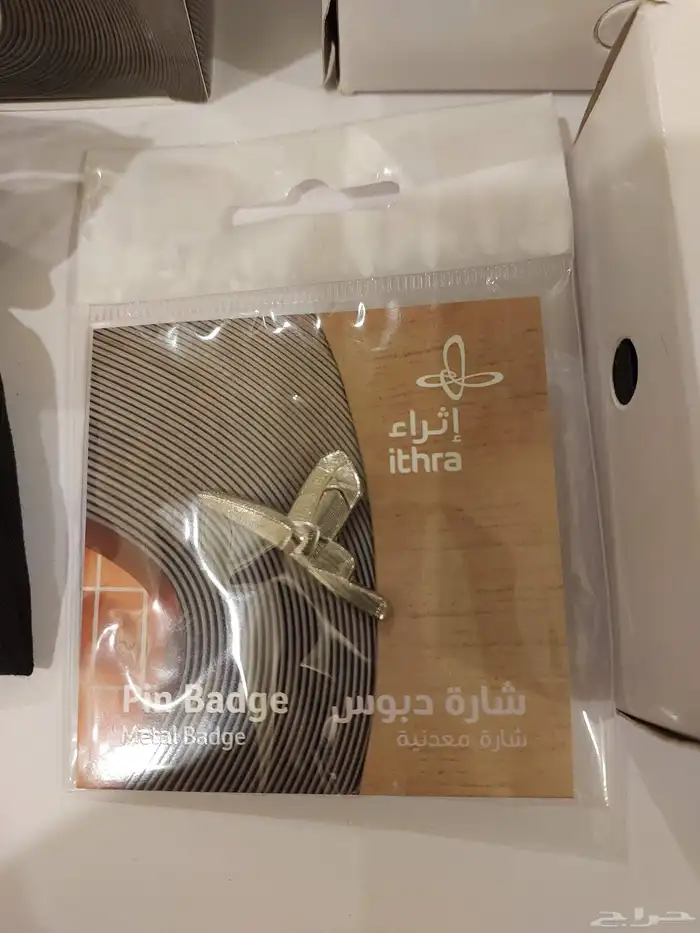 إثراء
ithra
Pin Badge
شارة دبوس
Metal Badge
شارة معدنية
حراج